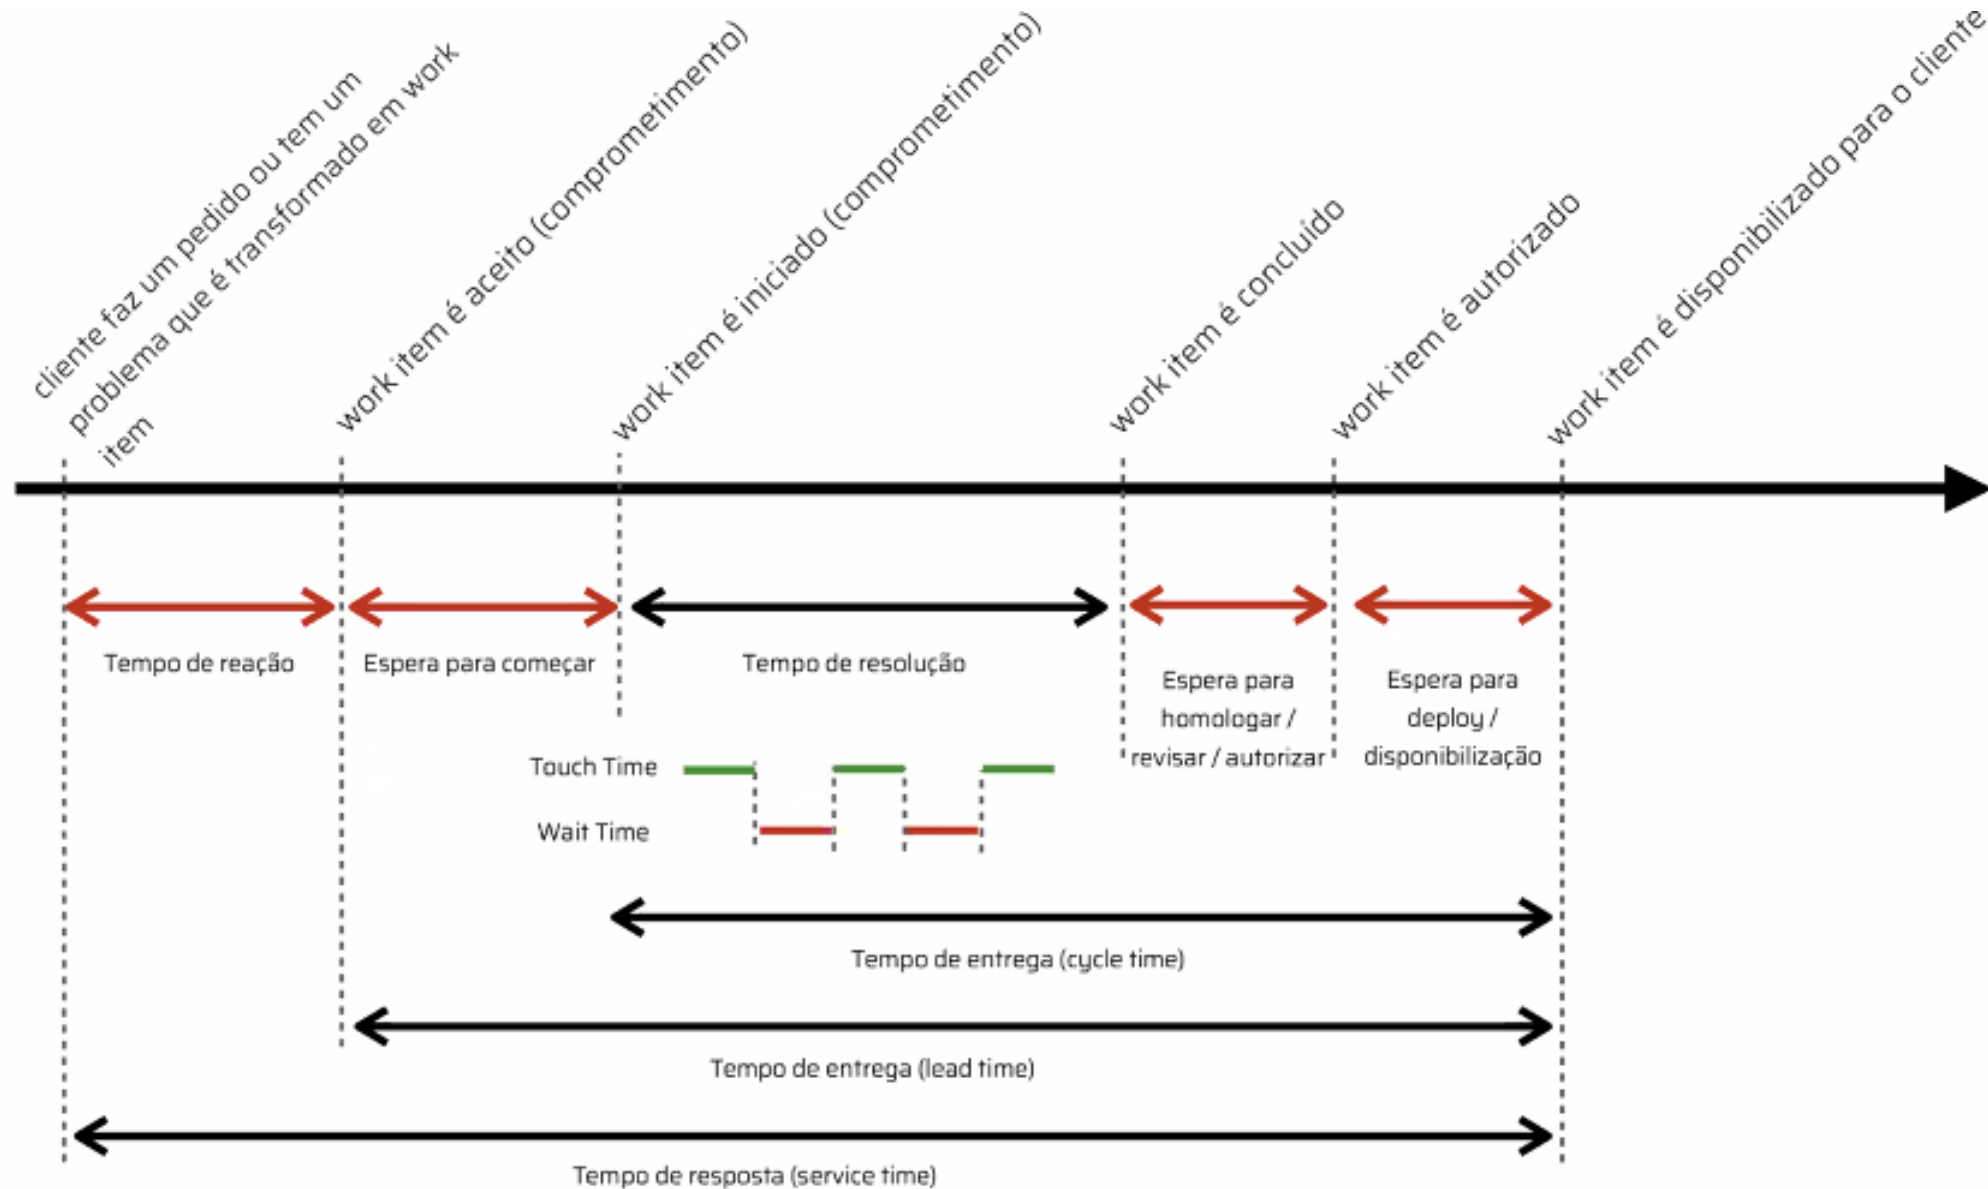 cliente faz um pedido ou tem um
problema que é transformado em work
item
work item é aceito (comprometimento)
work item é iniciado (comprometimento)
work item é concluído
work item é autorizado
work item é disponibilizado para o cliente
Tempo de reação
Espera para começar
Tempo de resolução
Espera para
homologar /
revisar / autorizar
Espera para
deploy /
disponibilização
Touch Time
Wait Time
Tempo de entrega (cycle time)
Tempo de entrega (lead time)
Tempo de resposta (service time)